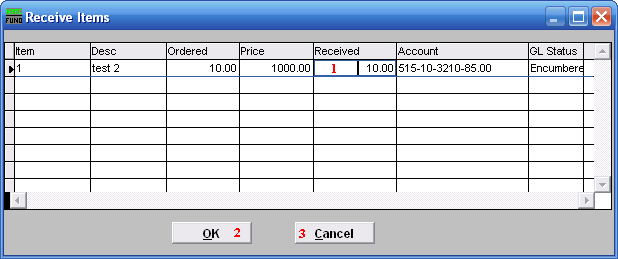 FUND Receive Items
Item Desc Ordered Price Received Account GL Status
1 test 2 10.00 1000.00 1 10.00 515-10-3210-85.00 Encumbere
OK 2 3 Cancel